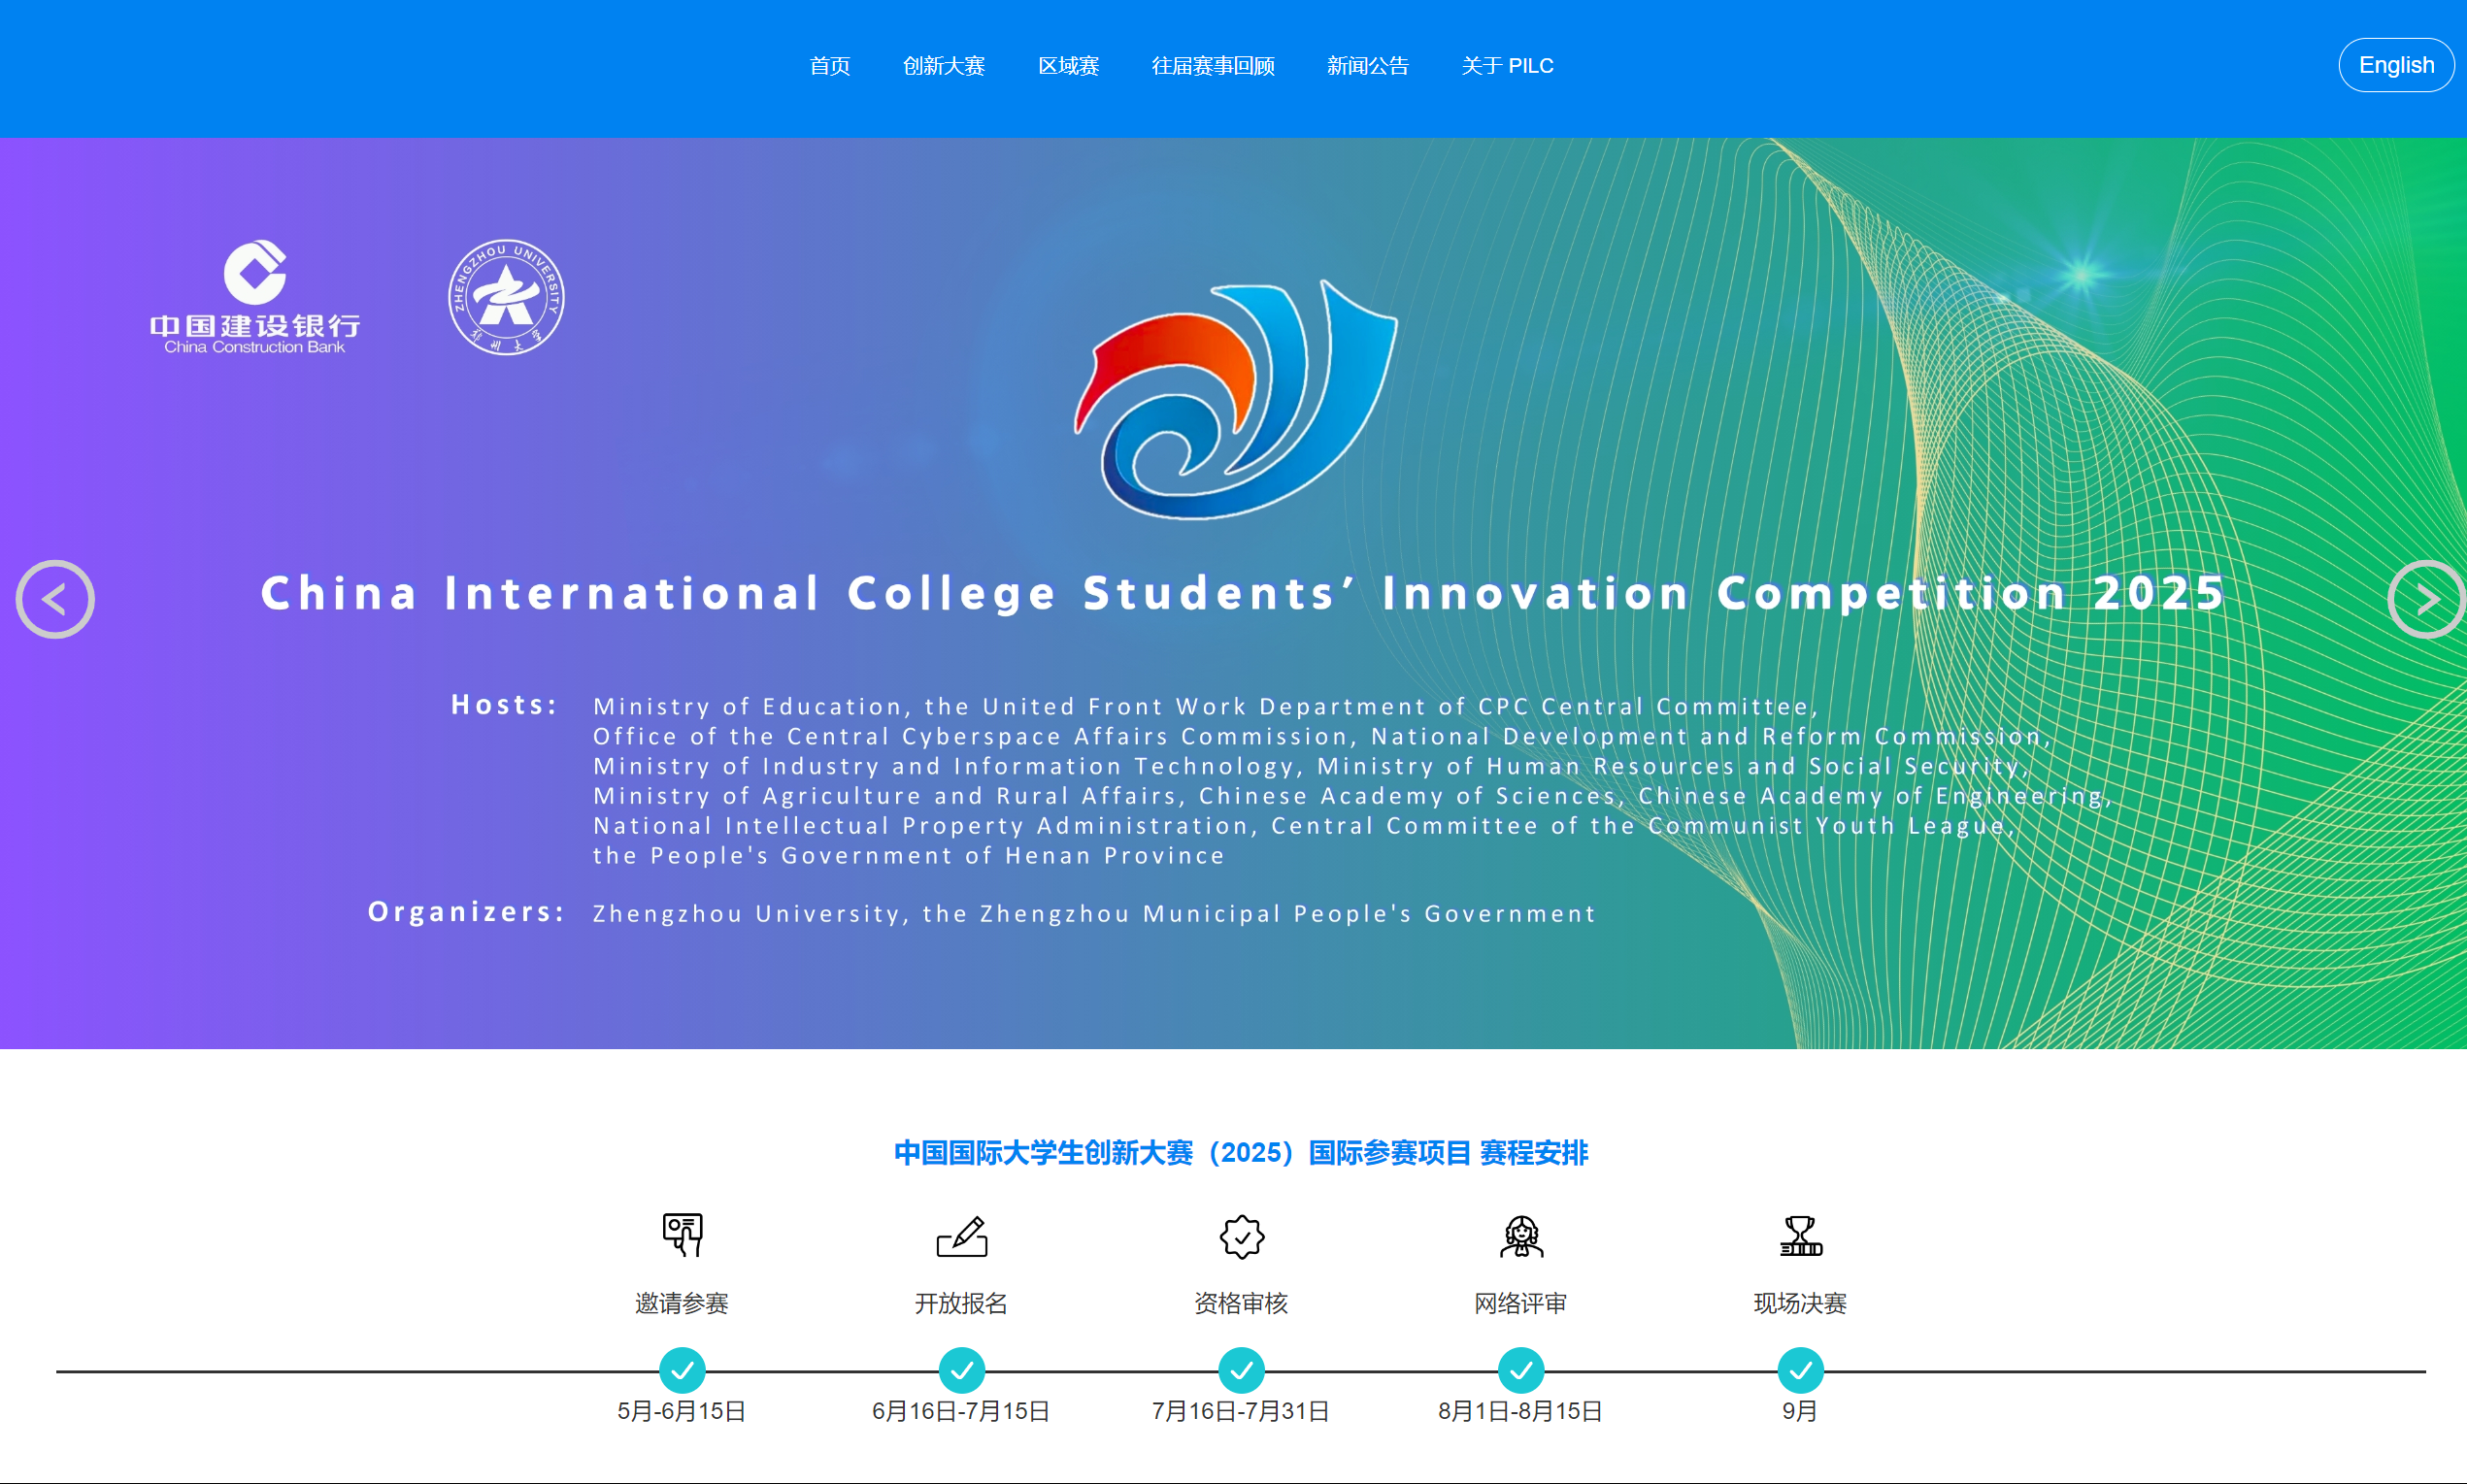 首页 创新大赛 区域赛 往届赛事回顾 新闻公告 关于 PILC English
中国建设银行
China Construction Bank
ZHENGZHOU UNIVERSITY
郑州大学
China International College Students’ Innovation Competition 2025
Hosts: Ministry of Education, the United Front Work Department of CPC Central Committee,
Office of the Central Cyberspace Affairs Commission, National Development and Reform Commission,
Ministry of Industry and Information Technology, Ministry of Human Resources and Social Security,
Ministry of Agriculture and Rural Affairs, Chinese Academy of Sciences, Chinese Academy of Engineering,
National Intellectual Property Administration, Central Committee of the Communist Youth League,
the People's Government of Henan Province
Organizers: Zhengzhou University, the Zhengzhou Municipal People's Government
中国国际大学生创新大赛（2025）国际参赛项目 赛程安排
邀请参赛 开放报名 资格审核 网络评审 现场决赛
5月-6月15日 6月16日-7月15日 7月16日-7月31日 8月1日-8月15日 9月